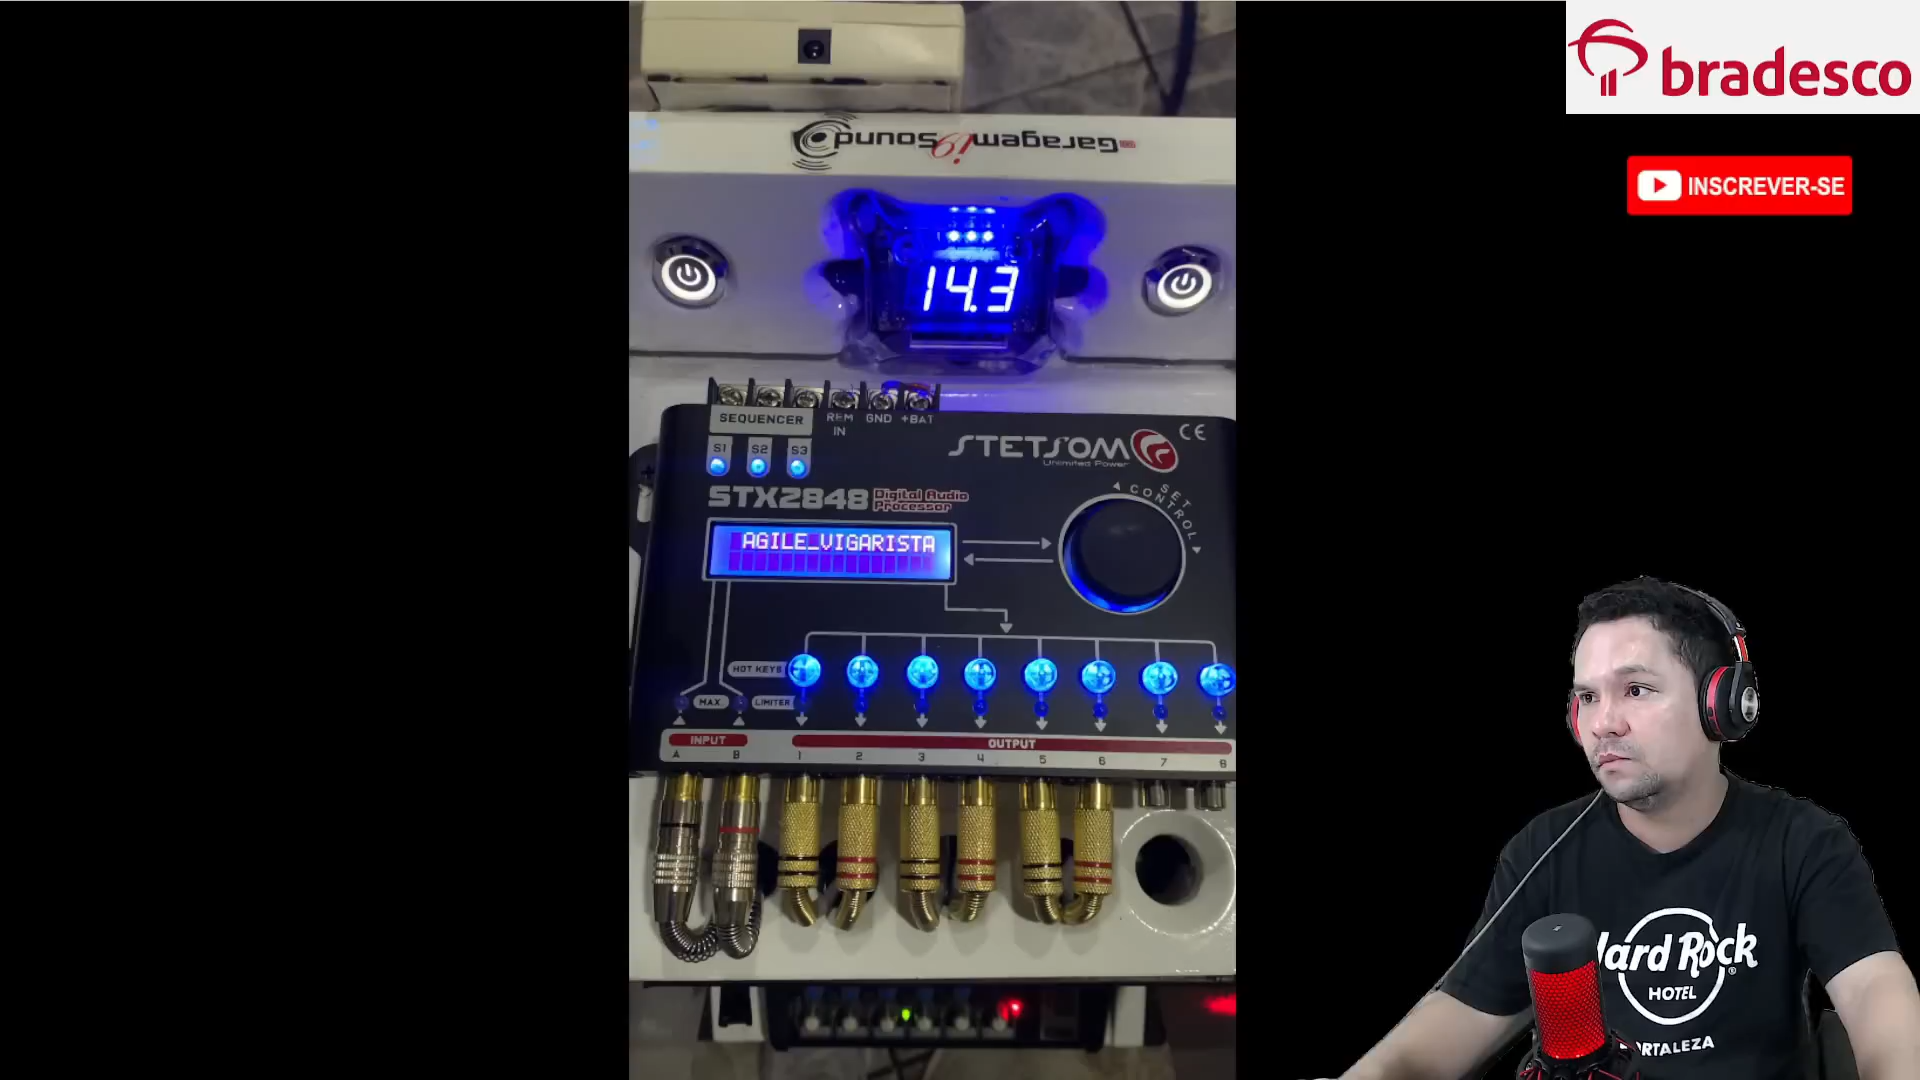 bradesco
INSCREVER-SE
Garagem i9 Sound
14.3
SEQUENCER
REM IN
GND
+BAT
S1
S2
S3
STETSOM
Unlimited Power
CE
SET
CONTROL
STX2848
Digital Audio
Processor
AGILE_VIGARISTA
HOT KEYS
MAX
LIMITER
INPUT
OUTPUT
A
B
1
2
3
4
5
6
7
8
Hard Rock
HOTEL
FORTALEZA